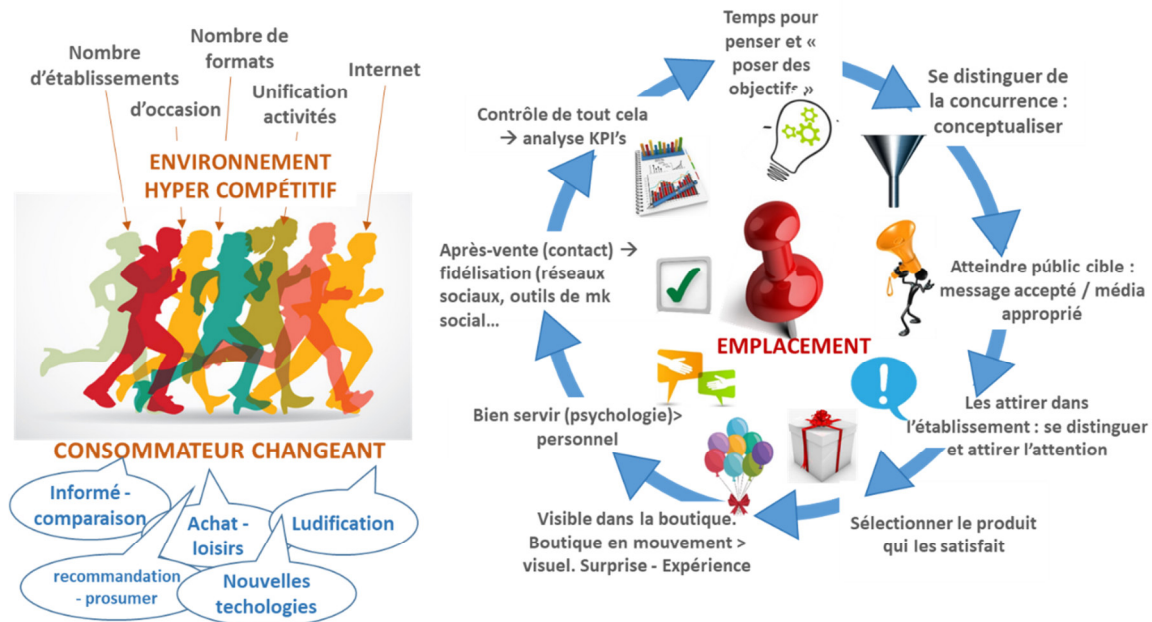 Nombre
d'établissements
d'occasion
Nombre de
formats
Unification
activités
Internet
ENVIRONNEMENT
HYPER COMPÉTITIF
CONSOMMATEUR CHANGEANT
Informé -
comparaison
Achat -
loisirs
Ludification
recommandation
- prosumer
Nouvelles
techologies
Temps pour
penser et «
poser des
objectifs »
Se distinguer de
la concurrence :
conceptualiser
Atteindre públic cible :
message accepté / média
approprié
Les attirer dans
l'établissement : se distinguer
et attirer l'attention
Sélectionner le produit
qui les satisfait
Visible dans la boutique.
Boutique en mouvement >
visuel. Surprise - Expérience
Bien servir (psychologie)>
personnel
Après-vente (contact) →
fidélisation (réseaux
sociaux, outils de mk
social...
Contrôle de tout cela
→ analyse KPI's
EMPLACEMENT